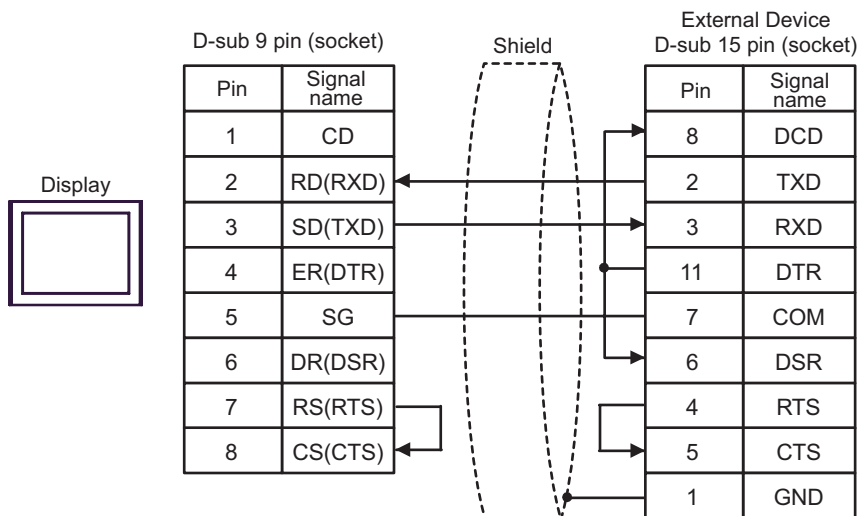 External Device
D-sub 9 pin (socket)
Shield
D-sub 15 pin (socket)
Pin
Signal
name
Pin
Signal
name
1 CD
8 DCD
Display
2 RD(RXD)
2 TXD
3 SD(TXD)
3 RXD
4 ER(DTR)
11 DTR
5 SG
7 COM
6 DR(DSR)
6 DSR
7 RS(RTS)
4 RTS
8 CS(CTS)
5 CTS
1 GND